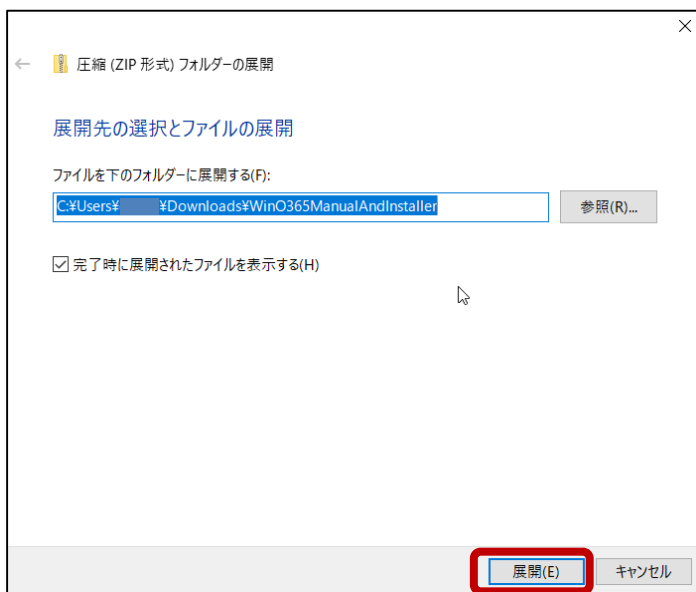 圧縮 (ZIP 形式) フォルダーの展開
展開先の選択とファイルの展開
ファイルを下のフォルダーに展開する(F):
C:¥Users¥ ¥Downloads¥WinO365ManualAndInstaller
参照(R)...
完了時に展開されたファイルを表示する(H)
展開(E)
キャンセル